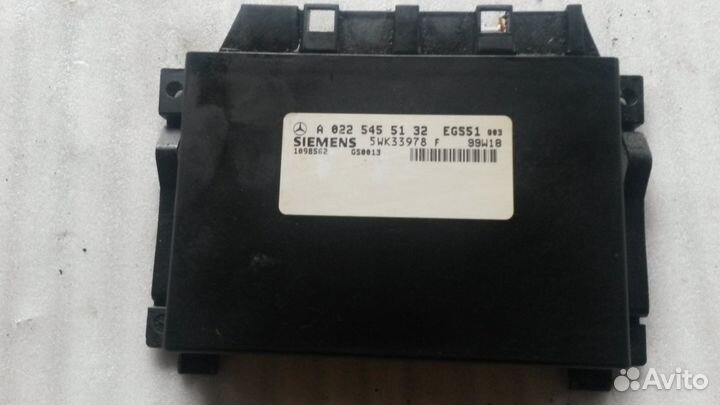 A 022 545 51 32 EGS51 003
SIEMENS 5WK33978 F 99W18
1098562 GS0013
Avito